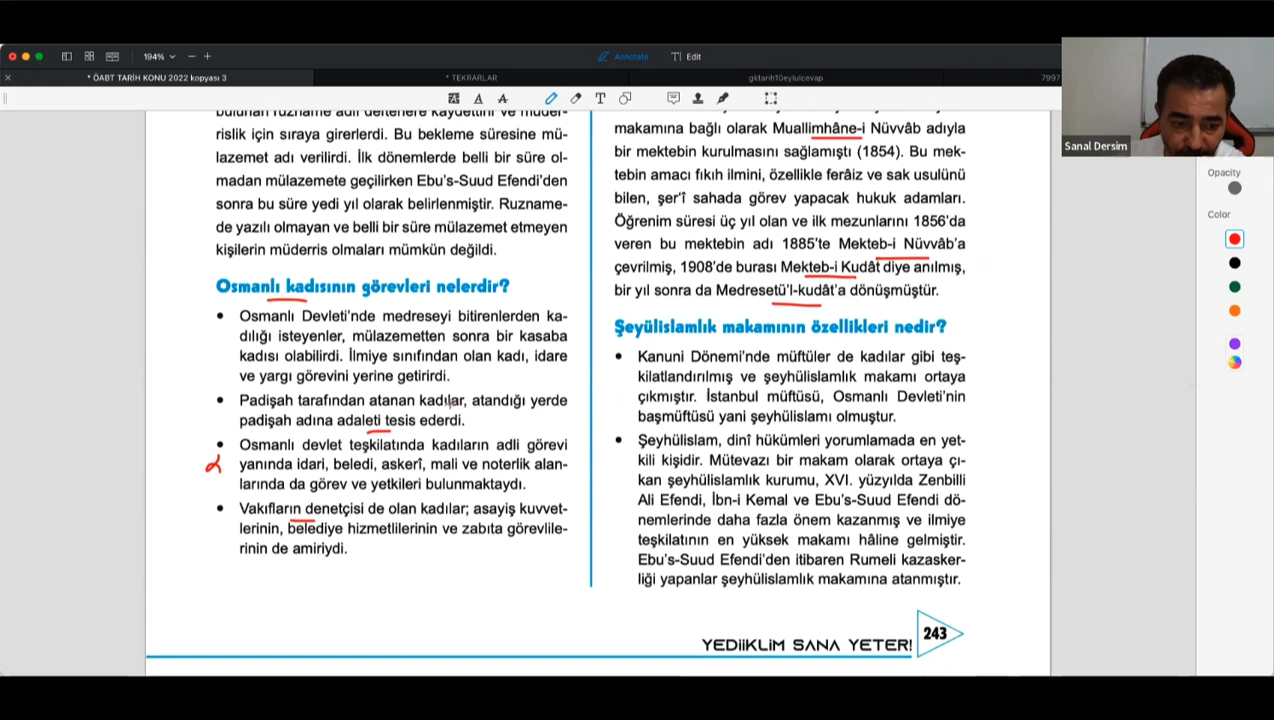 194%
Annotate
Edit
* ÖABT TARİH KONU 2022 kopyası 3
* TEKRARLAR
gktarih10eylulcevap
7997
Sanal Dersim
Opacity
Color
bulunan ruzname adlı defterlere kaydettirir ve müder-
rislik için sıraya girerlerdi. Bu bekleme süresine mü-
lazemet adı verilirdi. İlk dönemlerde belli bir süre ol-
madan mülazemete geçilirken Ebu's-Suud Efendi'den
sonra bu süre yedi yıl olarak belirlenmiştir. Ruzname-
de yazılı olmayan ve belli bir süre mülazemet etmeyen
kişilerin müderris olmaları mümkün değildi.
Osmanlı kadısının görevleri nelerdir?
• Osmanlı Devleti'nde medreseyi bitirenlerden ka-
dılığı isteyenler, mülazemetten sonra bir kasaba
kadısı olabilirdi. İlmiye sınıfından olan kadı, idare
ve yargı görevini yerine getirirdi.
• Padişah tarafından atanan kadılar, atandığı yerde
padişah adına adaleti tesis ederdi.
• Osmanlı devlet teşkilatında kadıların adli görevi
yanında idari, beledi, askerî, mali ve noterlik alan-
larında da görev ve yetkileri bulunmaktaydı.
• Vakıfların denetçisi de olan kadılar; asayiş kuvvet-
lerinin, belediye hizmetlilerinin ve zabıta görevlile-
rinin de amiriydi.
makamına bağlı olarak Muallimhâne-i Nüvvâb adıyla
bir mektebin kurulmasını sağlamıştı (1854). Bu mek-
tebin amacı fıkıh ilmini, özellikle ferâiz ve sak usulünü
bilen, şer'î sahada görev yapacak hukuk adamları.
Öğrenim süresi üç yıl olan ve ilk mezunlarını 1856'da
veren bu mektebin adı 1885'te Mekteb-i Nüvvâb'a
çevrilmiş, 1908'de burası Mekteb-i Kudât diye anılmış,
bir yıl sonra da Medresetü'l-kudât'a dönüşmüştür.
Şeyülislamlık makamının özellikleri nedir?
• Kanuni Dönemi'nde müftüler de kadılar gibi teş-
kilatlandırılmış ve şeyhülislamlık makamı ortaya
çıkmıştır. İstanbul müftüsü, Osmanlı Devleti'nin
başmüftüsü yani şeyhülislamı olmuştur.
• Şeyhülislam, dinî hükümleri yorumlamada en yet-
kili kişidir. Mütevazı bir makam olarak ortaya çı-
kan şeyhülislamlık kurumu, XVI. yüzyılda Zenbilli
Ali Efendi, İbn-i Kemal ve Ebu's-Suud Efendi dö-
nemlerinde daha fazla önem kazanmış ve ilmiye
teşkilatının en yüksek makamı hâline gelmiştir.
Ebu's-Suud Efendi'den itibaren Rumeli kazasker-
liği yapanlar şeyhülislamlık makamına atanmıştır.
YEDİİKLİM SANA YETER!
243